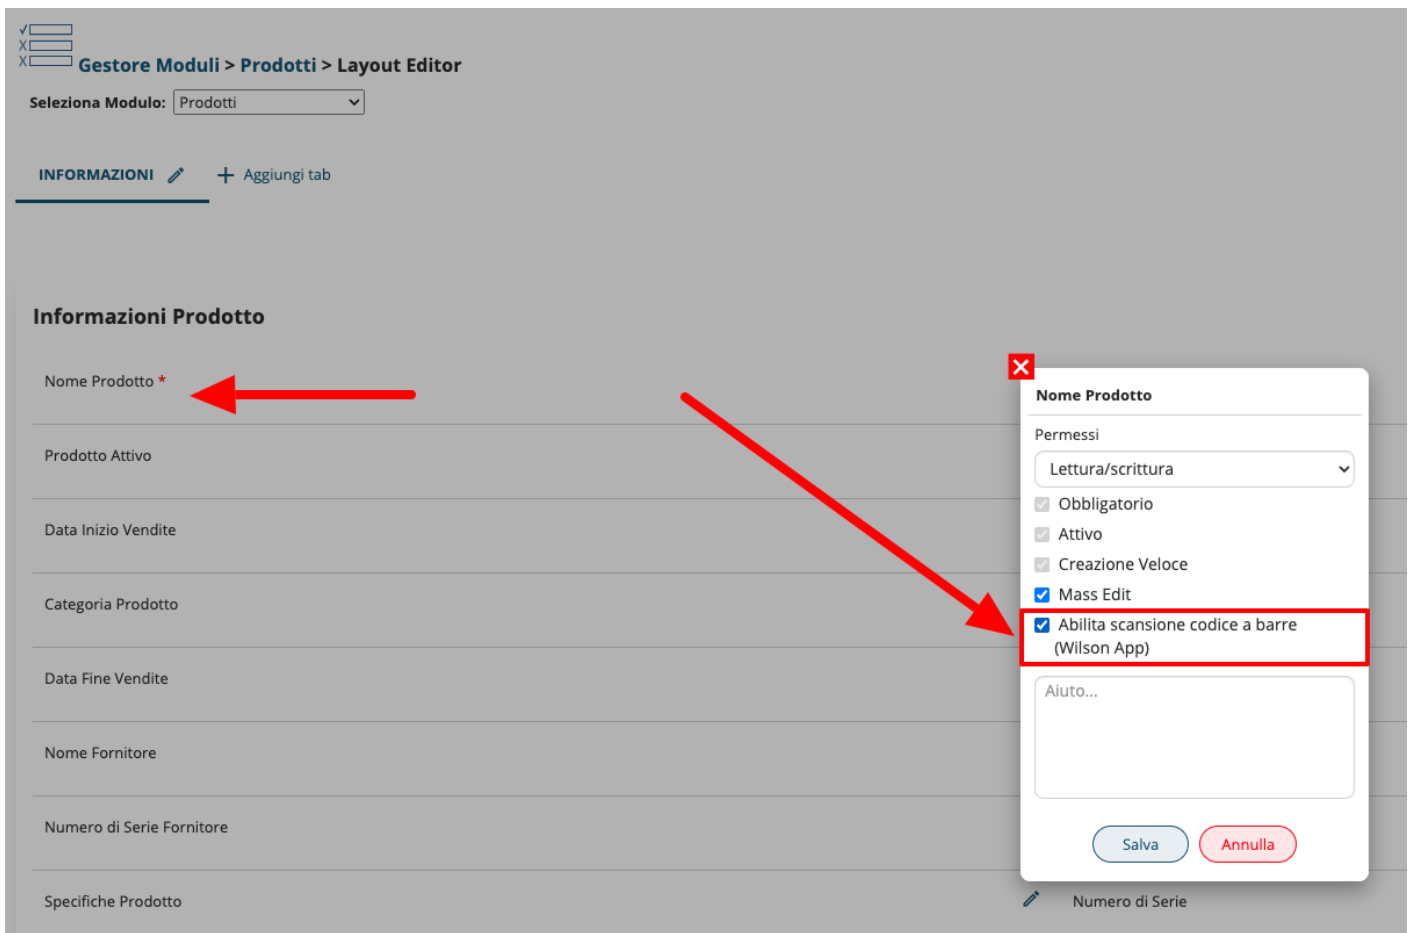 Gestore Moduli > Prodotti > Layout Editor
Seleziona Modulo: Prodotti
INFORMAZIONI + Aggiungi tab
Informazioni Prodotto
Nome Prodotto *
Prodotto Attivo
Data Inizio Vendite
Categoria Prodotto
Data Fine Vendite
Nome Fornitore
Numero di Serie Fornitore
Specifiche Prodotto
Numero di Serie
Nome Prodotto
Permessi
Lettura/scrittura
Obbligatorio
Attivo
Creazione Veloce
Mass Edit
Abilita scansione codice a barre
(Wilson App)
Aiuto...
Salva Annulla